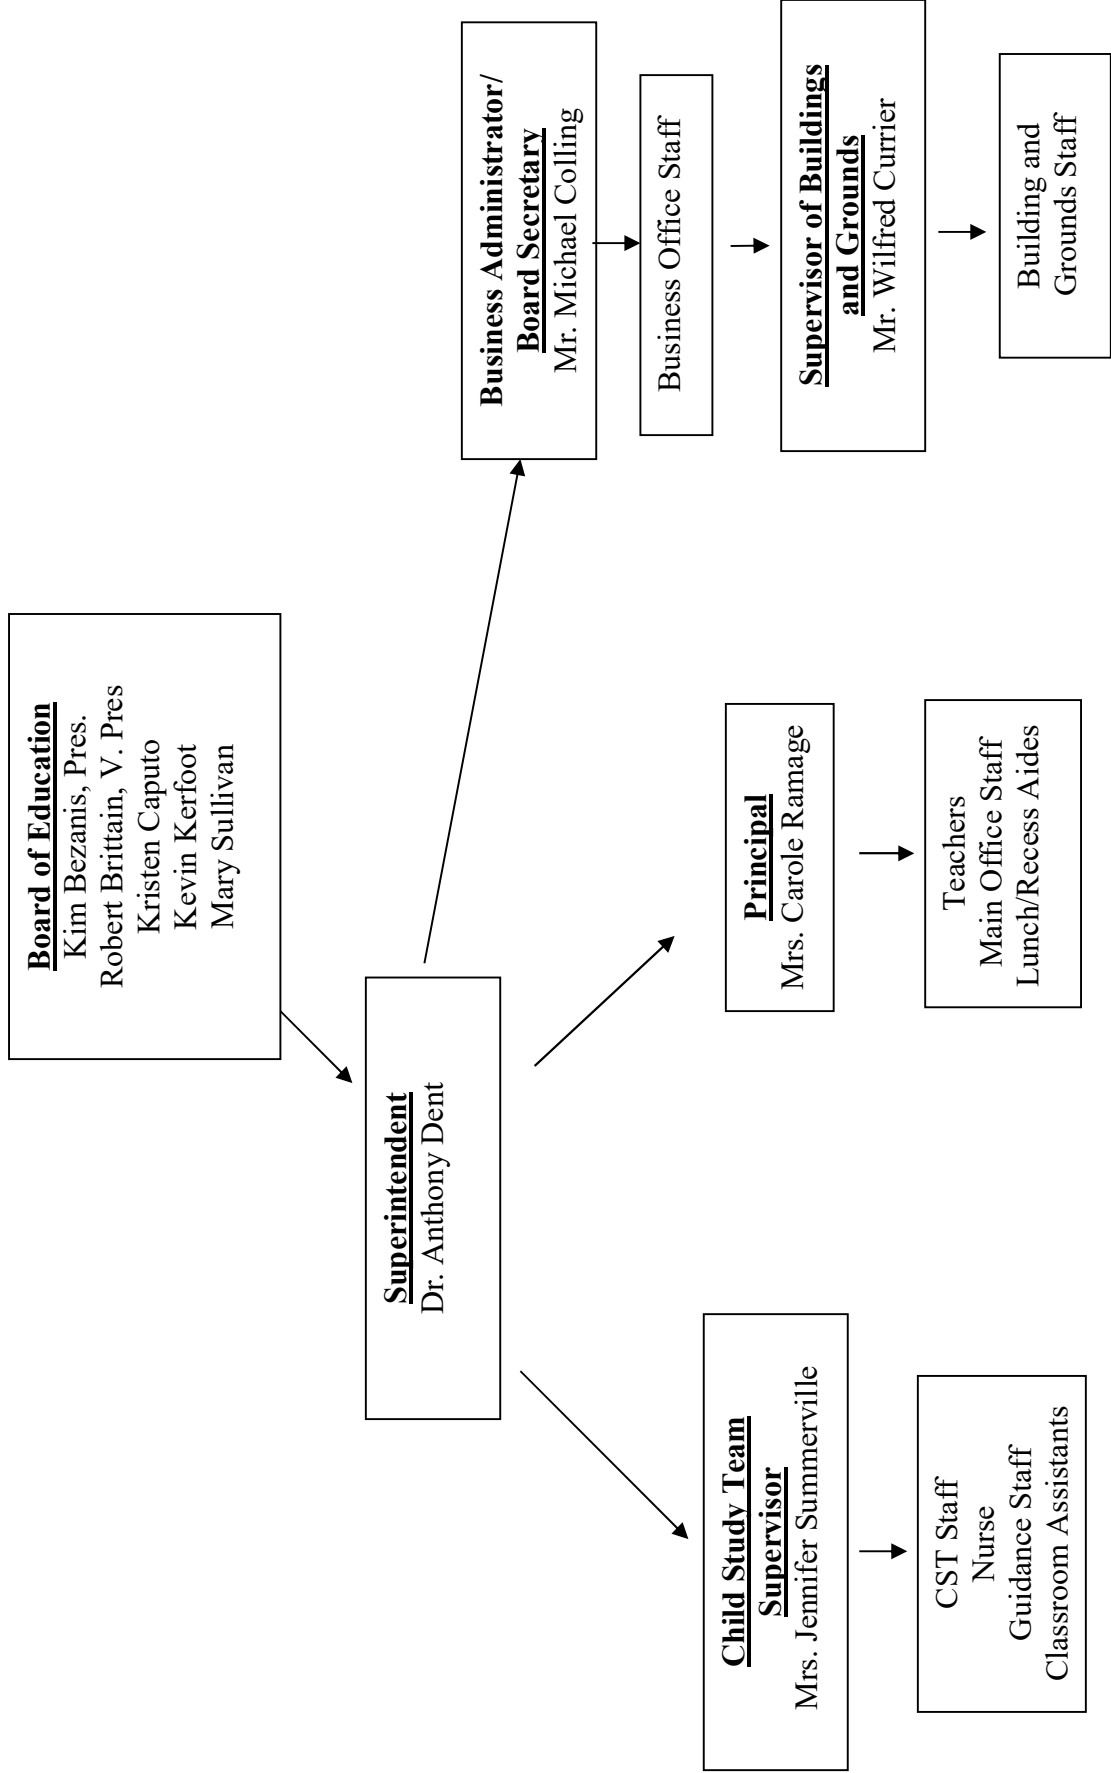 Board of Education
Kim Bezanis, Pres.
Robert Brittain, V. Pres
Kristen Caputo
Kevin Kerfoot
Mary Sullivan
Superintendent
Dr. Anthony Dent
Child Study Team
Supervisor
Mrs. Jennifer Summerville
CST Staff
Nurse
Guidance Staff
Classroom Assistants
Principal
Mrs. Carole Ramage
Teachers
Main Office Staff
Lunch/Recess Aides
Business Administrator/
Board Secretary
Mr. Michael Colling
Business Office Staff
Supervisor of Buildings
and Grounds
Mr. Wilfred Currier
Building and
Grounds Staff